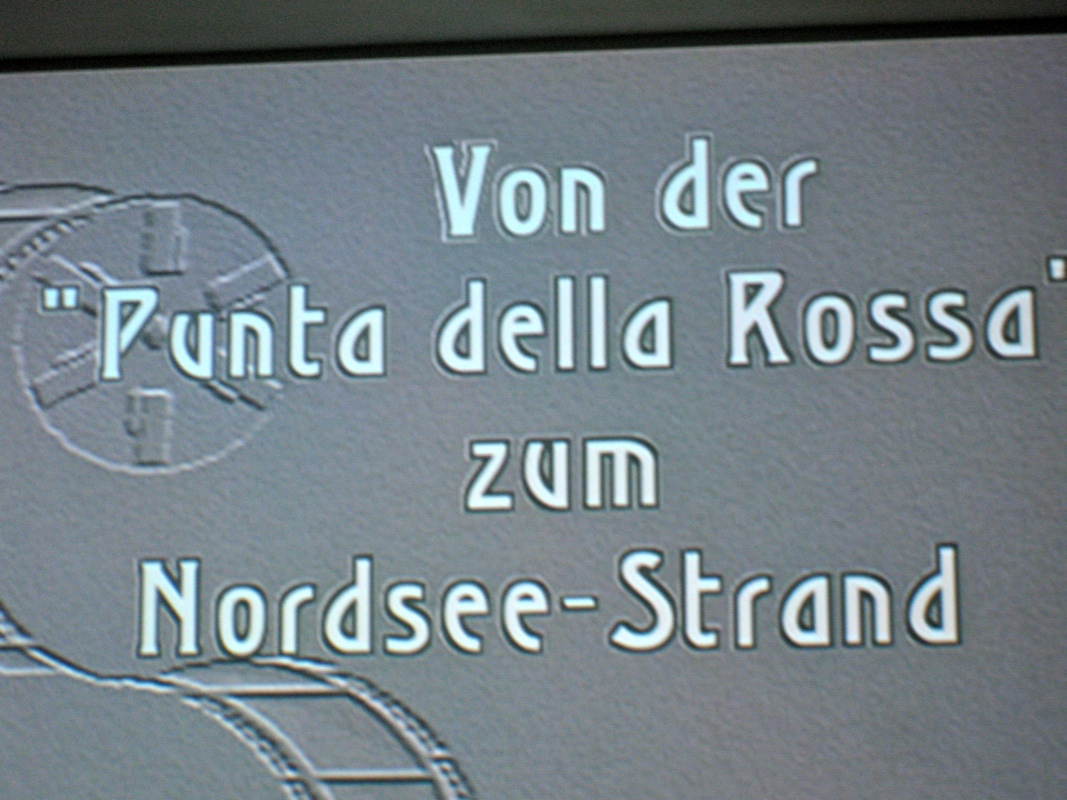 Von der
"Punta della Rossa"
zum
Nordsee-Strand